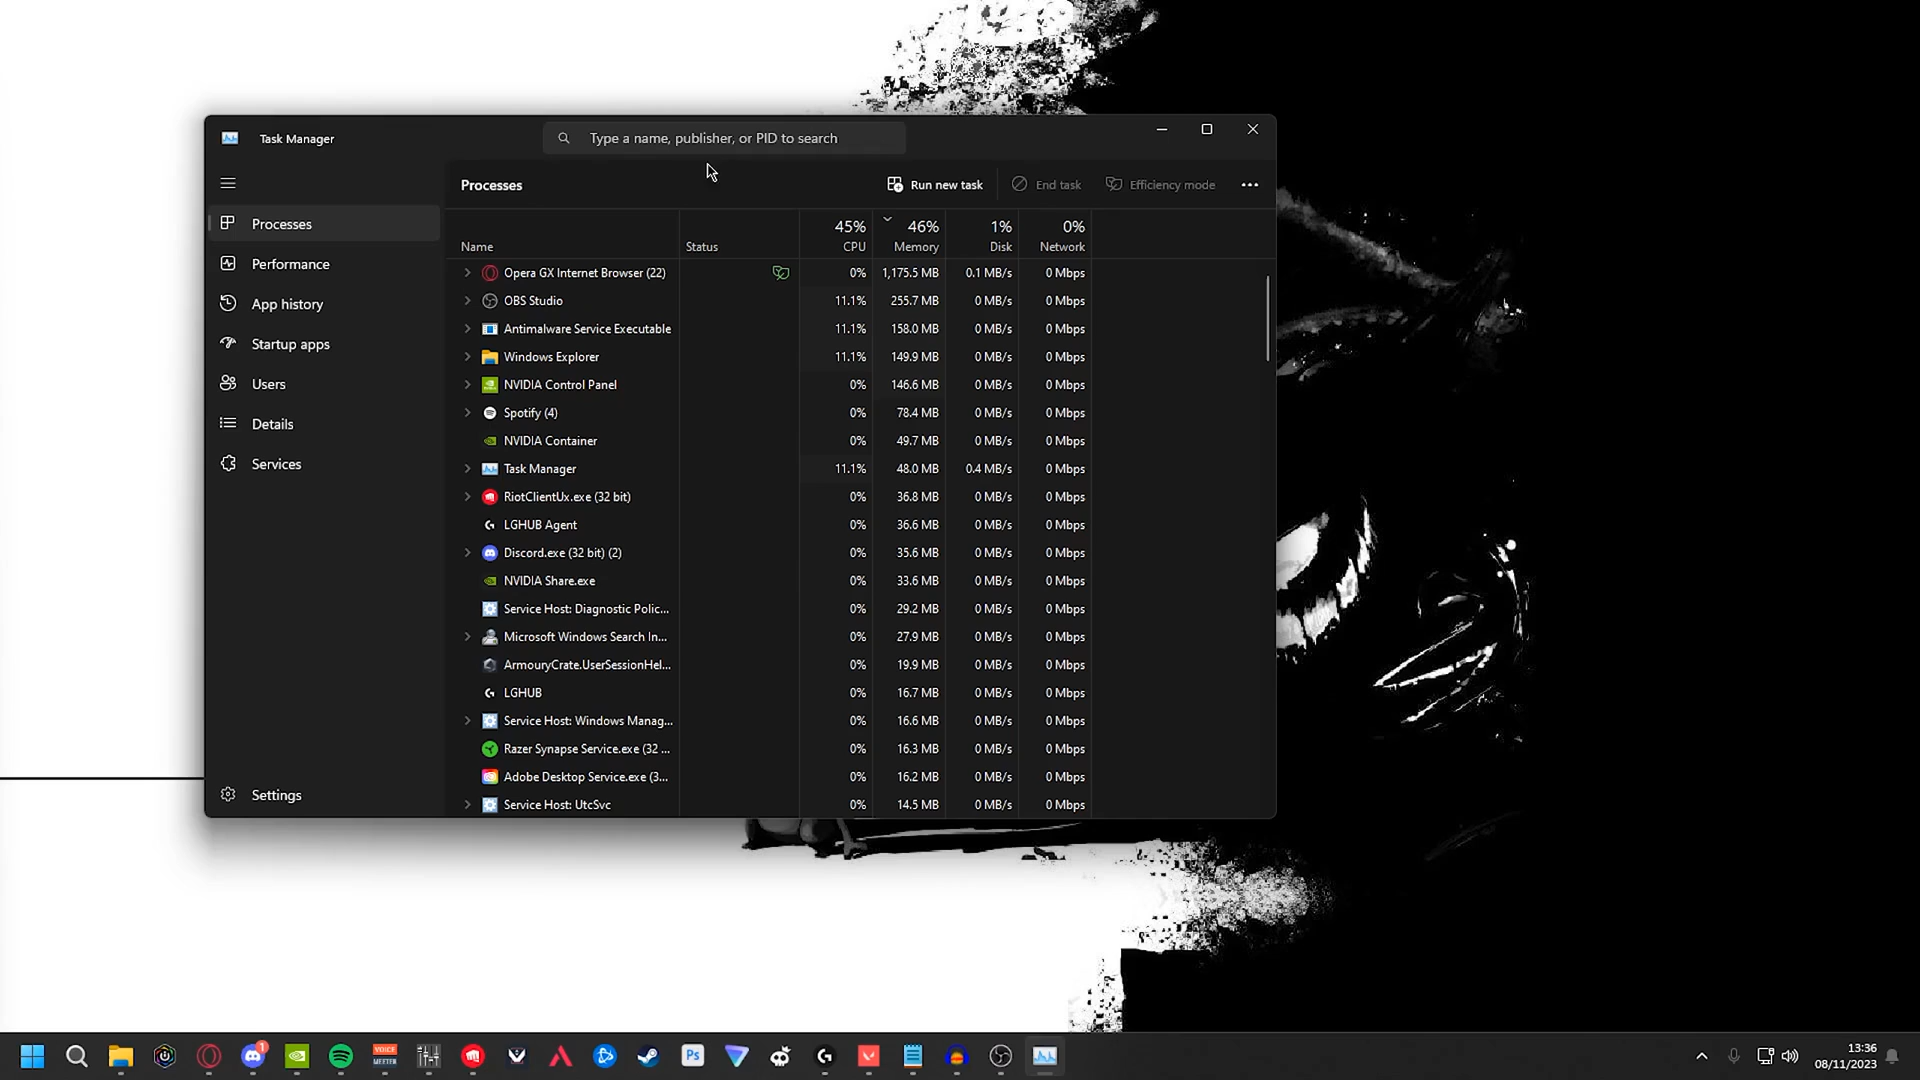 Task Manager
Type a name, publisher, or PID to search
Processes
Run new task
End task
Efficiency mode
Processes
Performance
App history
Startup apps
Users
Details
Services
Settings
45% 46% 1% 0%
Name Status CPU Memory Disk Network
Opera GX Internet Browser (22) 0% 1,175.5 MB 0.1 MB/s 0 Mbps
OBS Studio 11.1% 255.7 MB 0 MB/s 0 Mbps
Antimalware Service Executable 11.1% 158.0 MB 0 MB/s 0 Mbps
Windows Explorer 11.1% 149.9 MB 0 MB/s 0 Mbps
NVIDIA Control Panel 0% 146.6 MB 0 MB/s 0 Mbps
Spotify (4) 0% 78.4 MB 0 MB/s 0 Mbps
NVIDIA Container 0% 49.7 MB 0 MB/s 0 Mbps
Task Manager 11.1% 48.0 MB 0.4 MB/s 0 Mbps
RiotClientUx.exe (32 bit) 0% 36.8 MB 0 MB/s 0 Mbps
LGHUB Agent 0% 36.6 MB 0 MB/s 0 Mbps
Discord.exe (32 bit) (2) 0% 35.6 MB 0 MB/s 0 Mbps
NVIDIA Share.exe 0% 33.6 MB 0 MB/s 0 Mbps
Service Host: Diagnostic Polic... 0% 29.2 MB 0 MB/s 0 Mbps
Microsoft Windows Search In... 0% 27.9 MB 0 MB/s 0 Mbps
ArmouryCrate.UserSessionHel... 0% 19.9 MB 0 MB/s 0 Mbps
LGHUB 0% 16.7 MB 0 MB/s 0 Mbps
Service Host: Windows Manag... 0% 16.6 MB 0 MB/s 0 Mbps
Razer Synapse Service.exe (32 ... 0% 16.3 MB 0 MB/s 0 Mbps
Adobe Desktop Service.exe (3... 0% 16.2 MB 0 MB/s 0 Mbps
Service Host: UtcSvc 0% 14.5 MB 0 MB/s 0 Mbps
1
VOICE
MEETER
Ps
13:36
08/11/2023